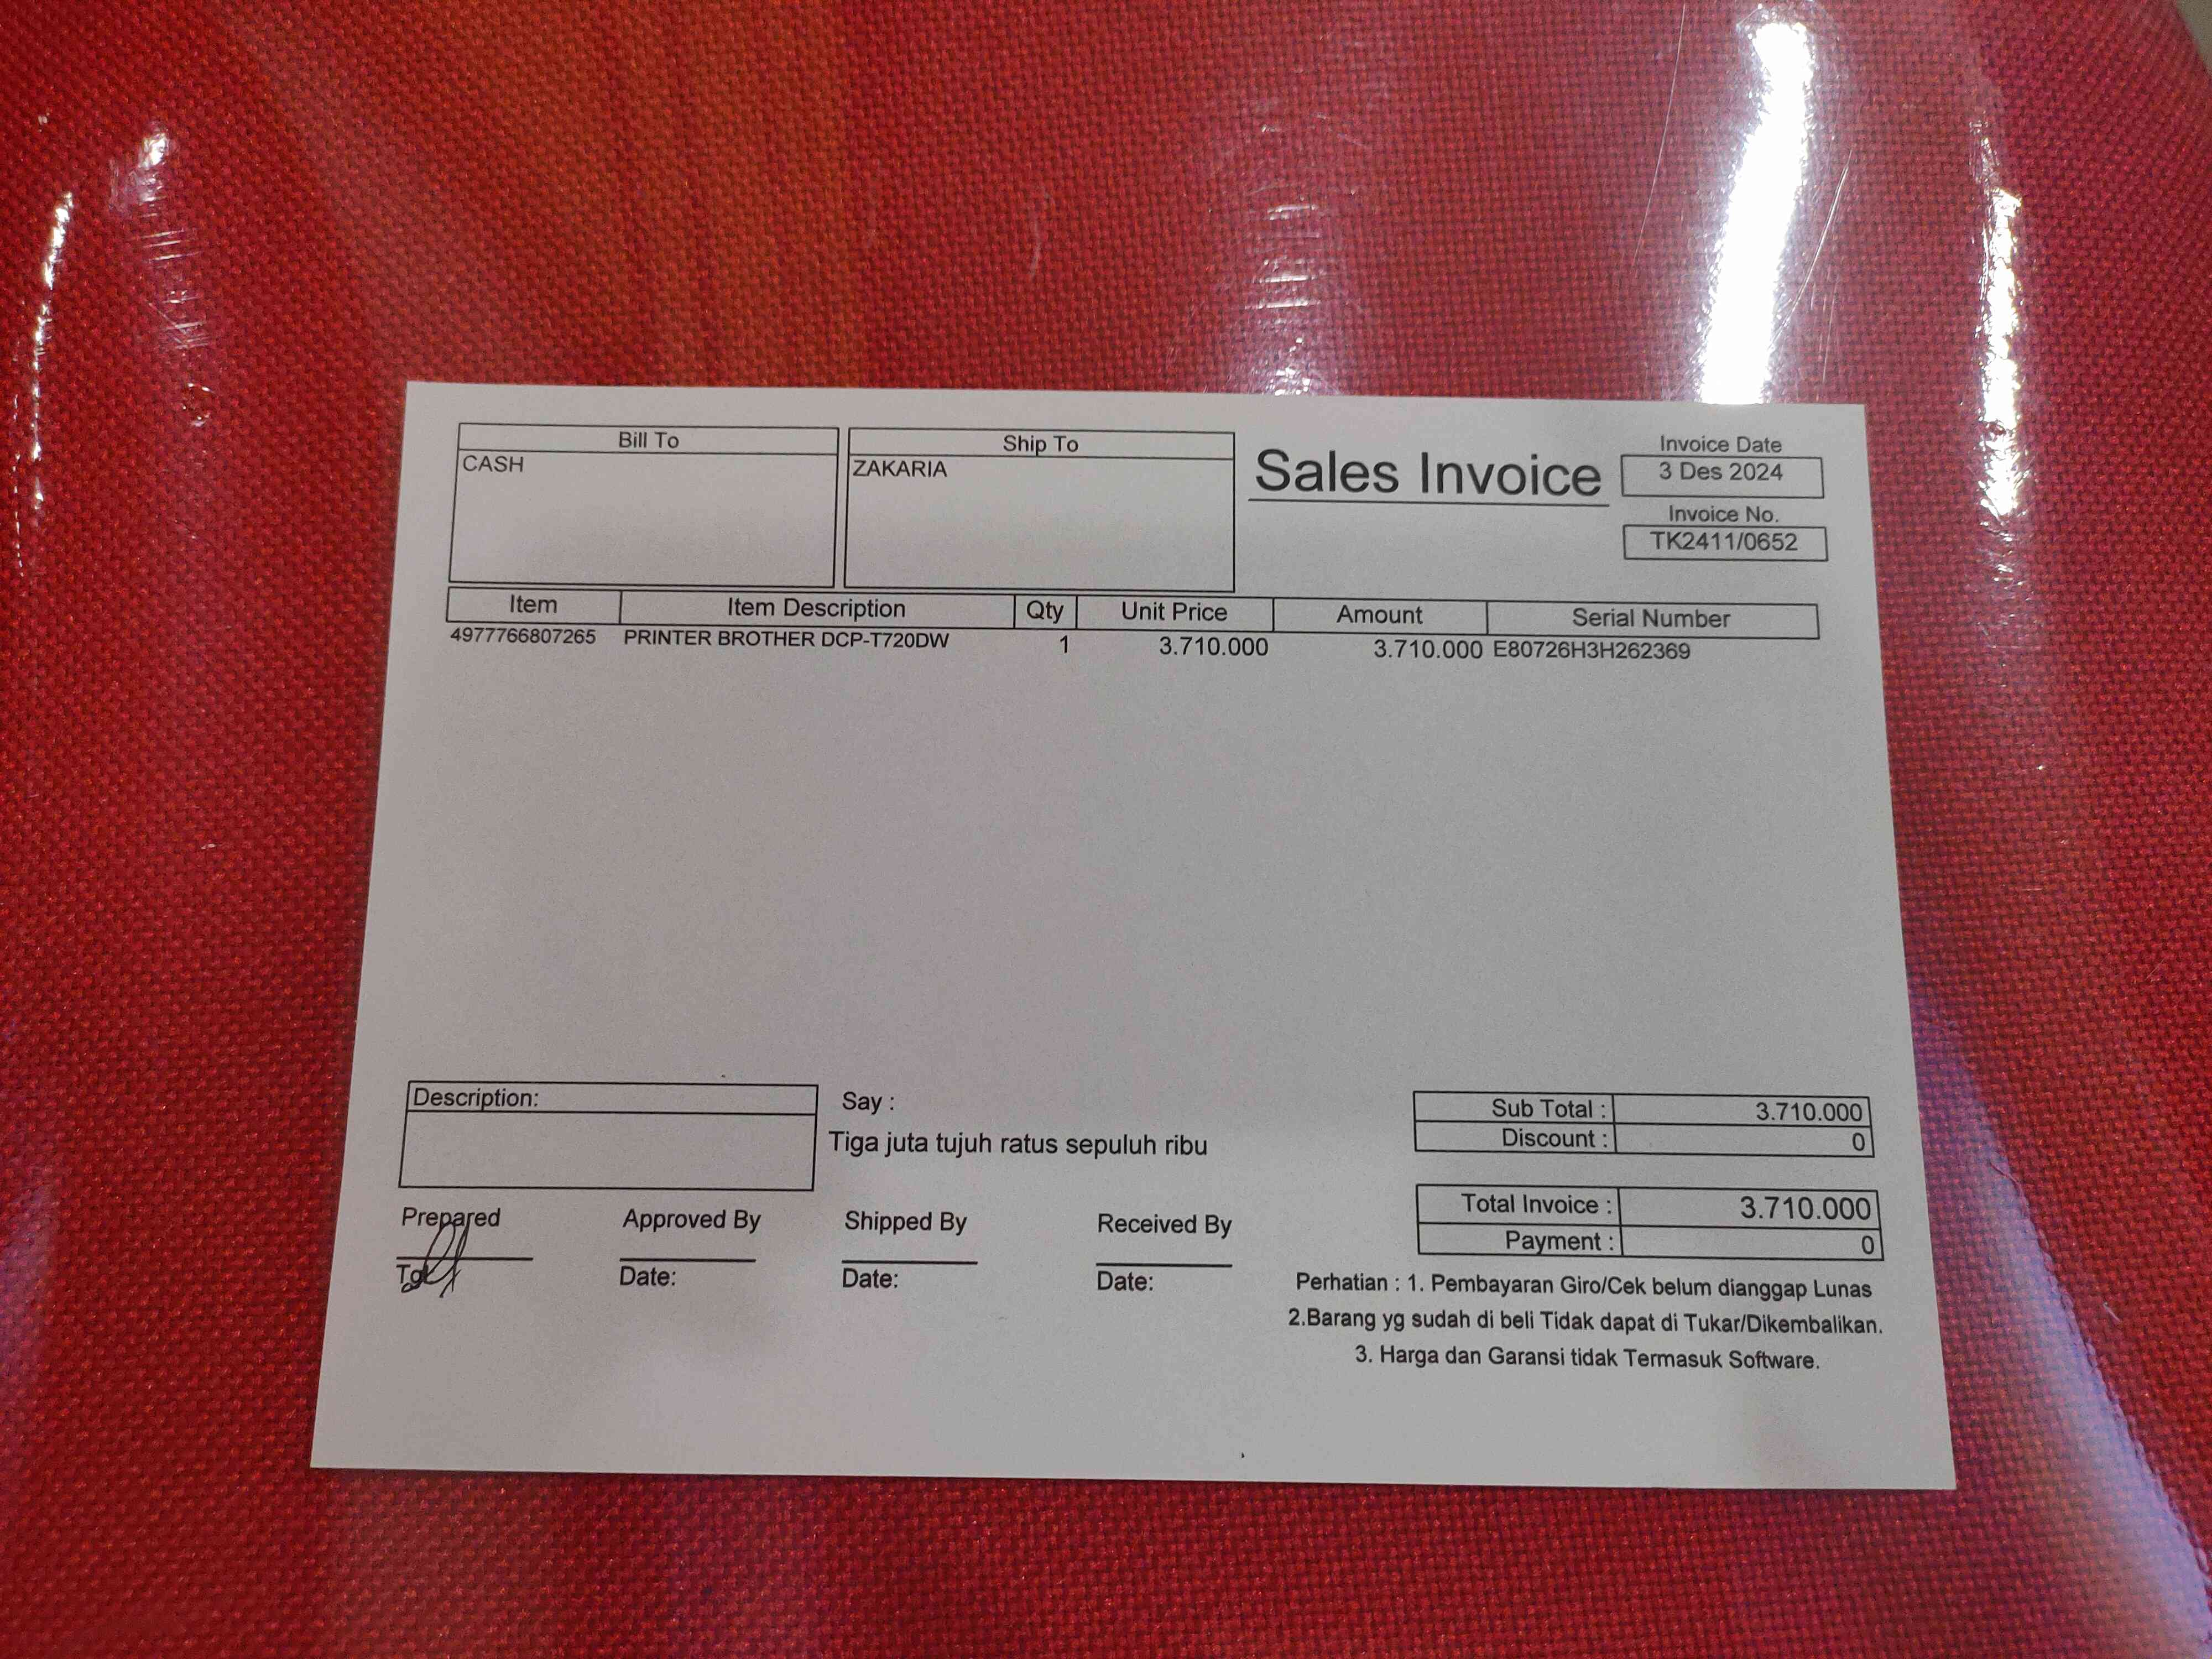 Bill To
CASH
Ship To
ZAKARIA
Sales Invoice
Invoice Date
3 Des 2024
Invoice No.
TK2411/0652
Item Item Description Qty Unit Price Amount Serial Number
4977766807265 PRINTER BROTHER DCP-T720DW 1 3.710.000 3.710.000 E80726H3H262369
Description:
Say :
Tiga juta tujuh ratus sepuluh ribu
Sub Total : 3.710.000
Discount : 0
Total Invoice : 3.710.000
Payment : 0
Prepared Approved By Shipped By Received By
Tgl Date: Date: Date:
Perhatian : 1. Pembayaran Giro/Cek belum dianggap Lunas
2.Barang yg sudah di beli Tidak dapat di Tukar/Dikembalikan.
3. Harga dan Garansi tidak Termasuk Software.